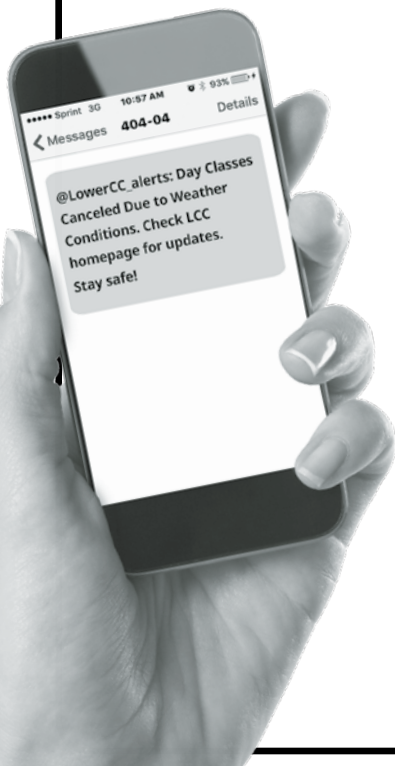 ●●●●● Sprint 3G 10:57 AM 93%
Messages 404-04 Details
@LowerCC_alerts: Day Classes
Canceled Due to Weather
Conditions. Check LCC
homepage for updates.
Stay safe!